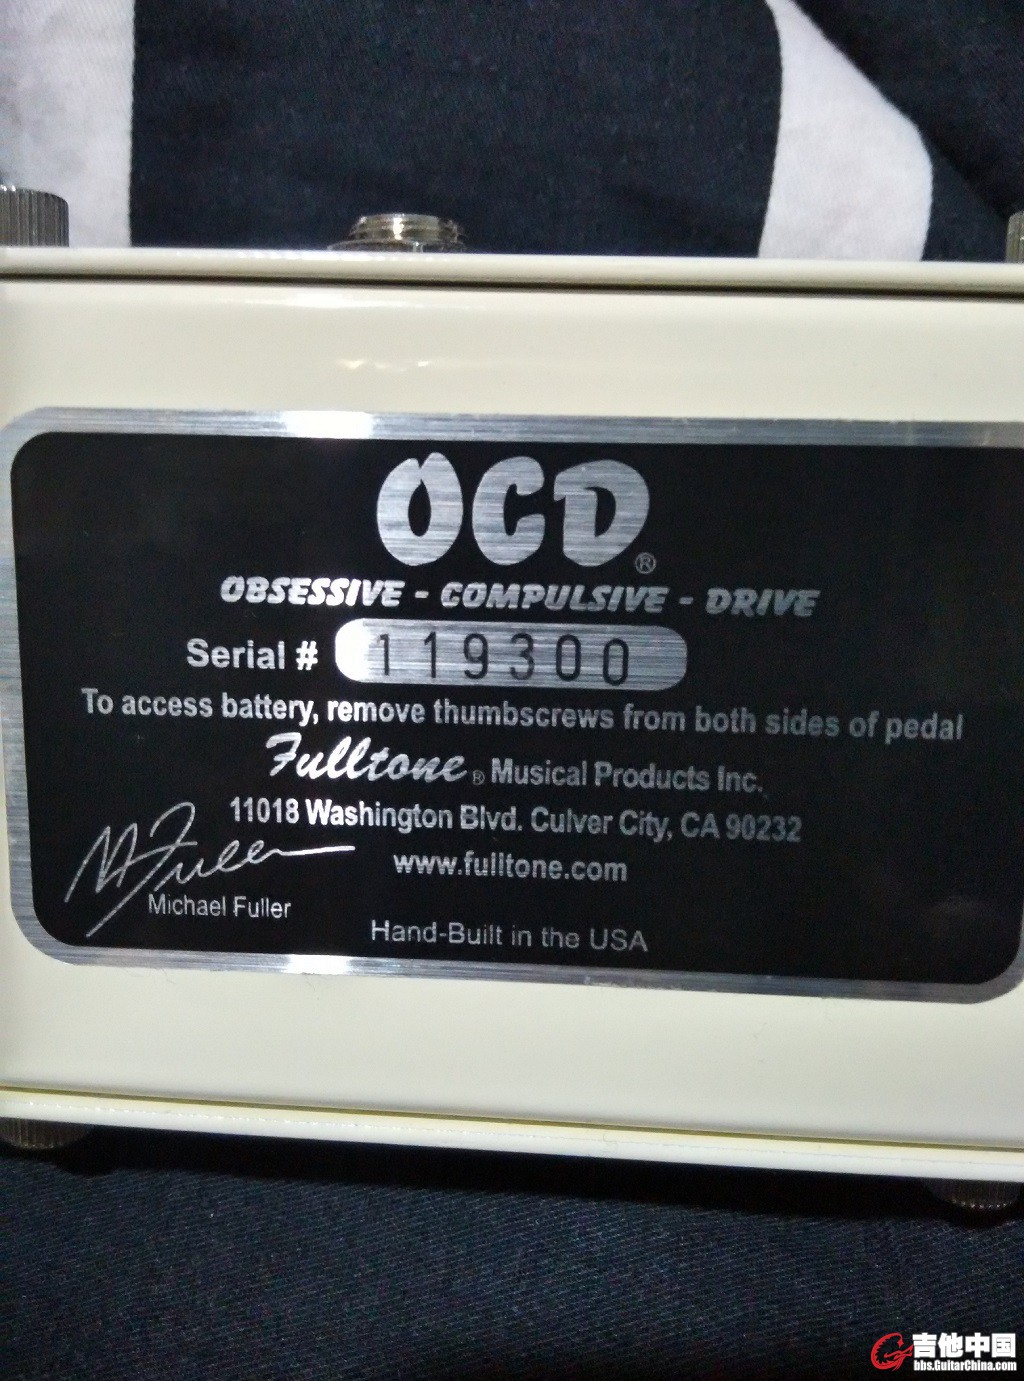 OCD®
OBSESSIVE - COMPULSIVE - DRIVE
Serial # 119300
To access battery, remove thumbscrews from both sides of pedal
Fulltone® Musical Products Inc.
11018 Washington Blvd. Culver City, CA 90232
www.fulltone.com
M Fuller
Michael Fuller
Hand-Built in the USA
吉他中国
bbs.GuitarChina.com